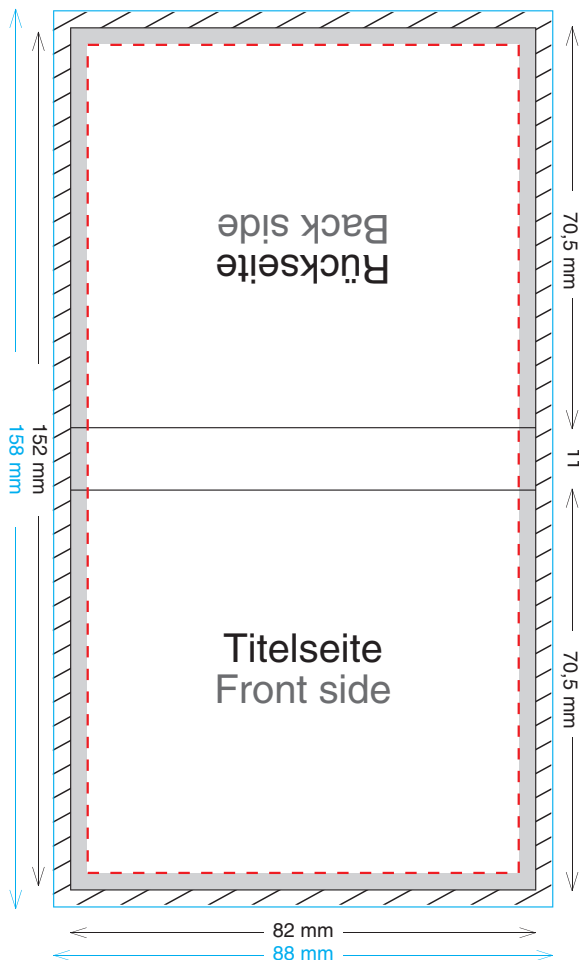 Rückseite
Back side
70,5 mm
11
152 mm
158 mm
Titelseite
Front side
70,5 mm
82 mm
88 mm